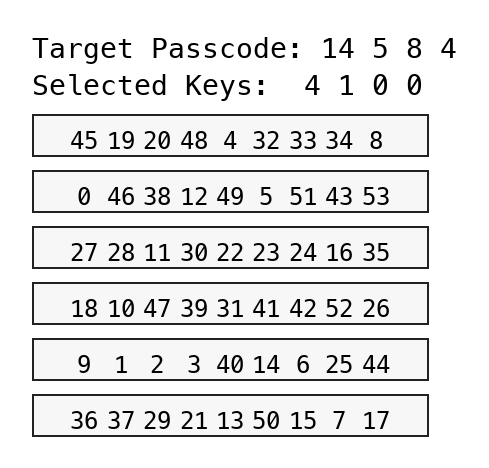 Target Passcode: 14 5 8 4
Selected Keys: 4 1 0 0
45 19 20 48 4 32 33 34 8
0 46 38 12 49 5 51 43 53
27 28 11 30 22 23 24 16 35
18 10 47 39 31 41 42 52 26
9 1 2 3 40 14 6 25 44
36 37 29 21 13 50 15 7 17